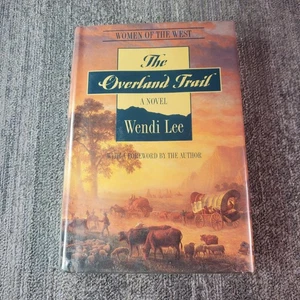 WOMEN OF THE WEST
The
Overland Trail
A NOVEL
Wendi Lee
WITH A FOREWORD BY THE AUTHOR